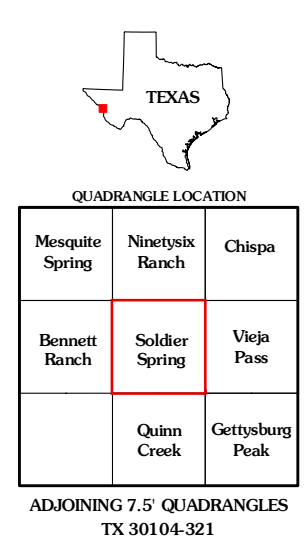 TEXAS
QUADRANGLE LOCATION
Mesquite Spring
Ninetysix Ranch
Chispa
Bennett Ranch
Soldier Spring
Vieja Pass
Quinn Creek
Gettysburg Peak
ADJOINING 7.5' QUADRANGLES
TX 30104-321